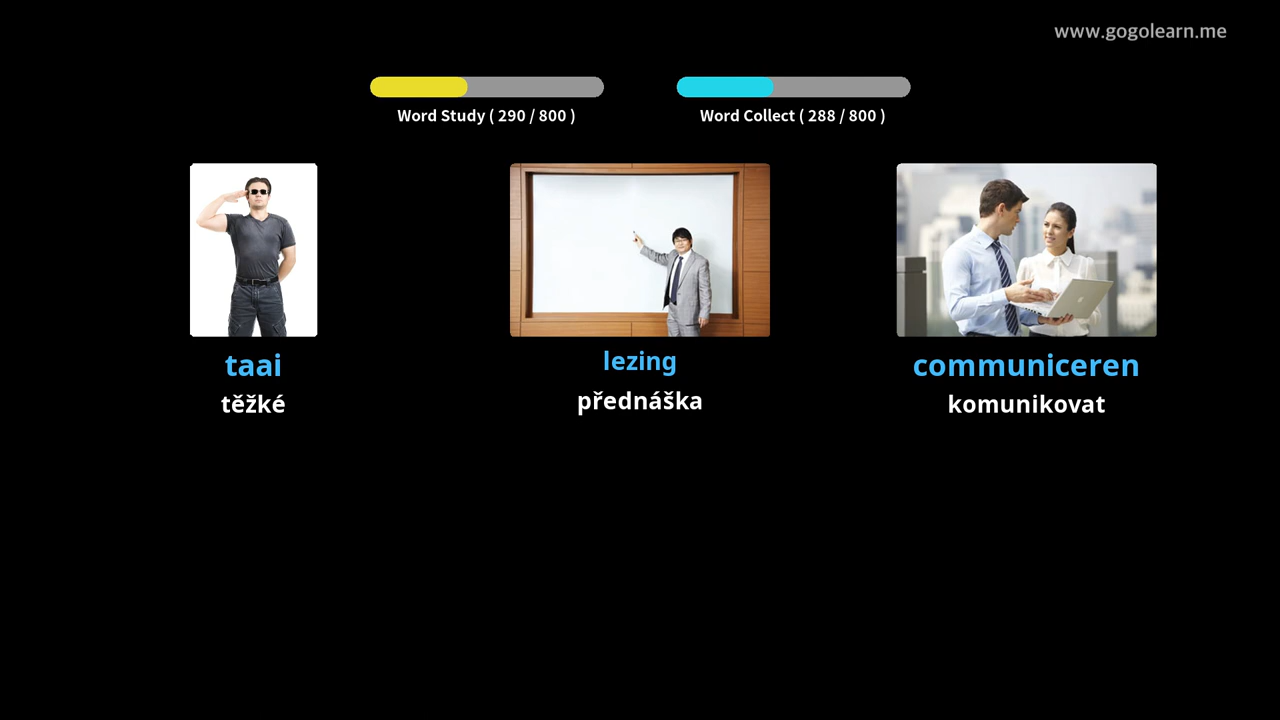 www.gogolearn.me
Word Study ( 290 / 800 )
Word Collect ( 288 / 800 )
taai
těžké
lezing
přednáška
communiceren
komunikovat